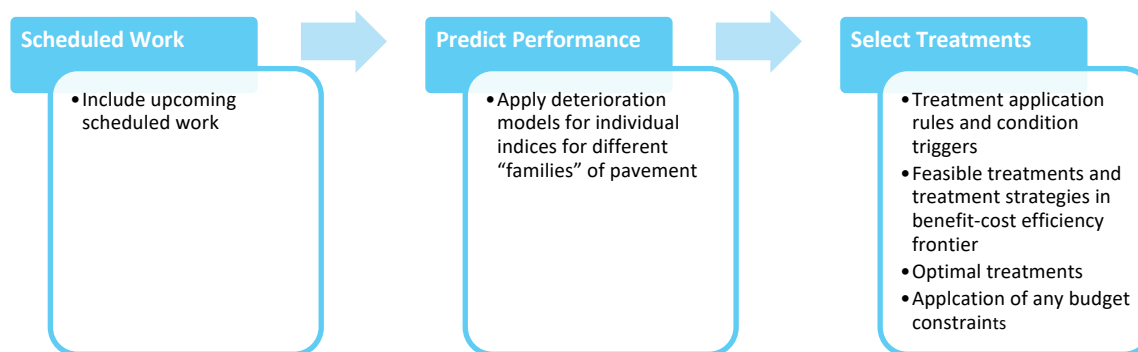 Scheduled Work
•Include upcoming
scheduled work
Predict Performance
•Apply deterioration
models for individual
indices for different
“families” of pavement
Select Treatments
•Treatment application
rules and condition
triggers
•Feasible treatments and
treatment strategies in
benefit-cost efficiency
frontier
•Optimal treatments
•Applcation of any budget
constraints